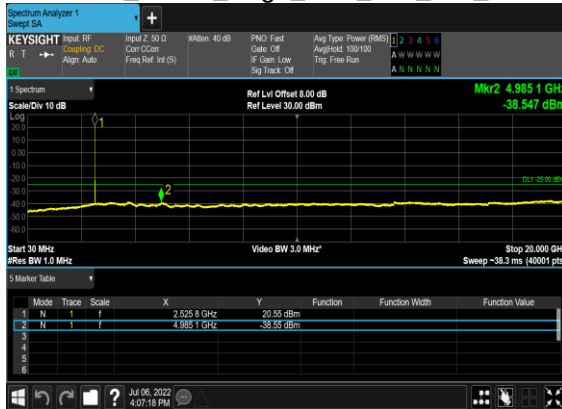 Spectrum Analyzer 1
Swept SA
+
KEYSIGHT Input: RF Input Z: 50 Ω #Atten: 40 dB PNO: Fast Avg Type: Power (RMS) 1 2 3 4 5 6
R T Coupling: DC Corr CCorr Gate: Off Avg|Hold: 100/100 A W W W W W
Align: Auto Freq Ref: Int (S) IF Gain: Low Trig: Free Run
Sig Track: Off A N N N N N
1 Spectrum Ref Lvl Offset 8.00 dB Mkr2 4.985 1 GHz
Scale/Div 10 dB Ref Level 30.00 dBm -38.547 dBm
Log
20.0 1
10.0
0.00
-10.0
-20.0 DL1 -25.00 dBm
-30.0 2
-40.0
-50.0
-60.0
Start 30 MHz Video BW 3.0 MHz* Stop 20.000 GH
#Res BW 1.0 MHz Sweep ~38.3 ms (40001 pts
5 Marker Table
Mode Trace Scale X Y Function Function Width Function Value
1 N 1 f 2.525 8 GHz 20.55 dBm
2 N 1 f 4.985 1 GHz -38.55 dBm
3
4
5
6
? Jul 06, 2022
4:07:18 PM